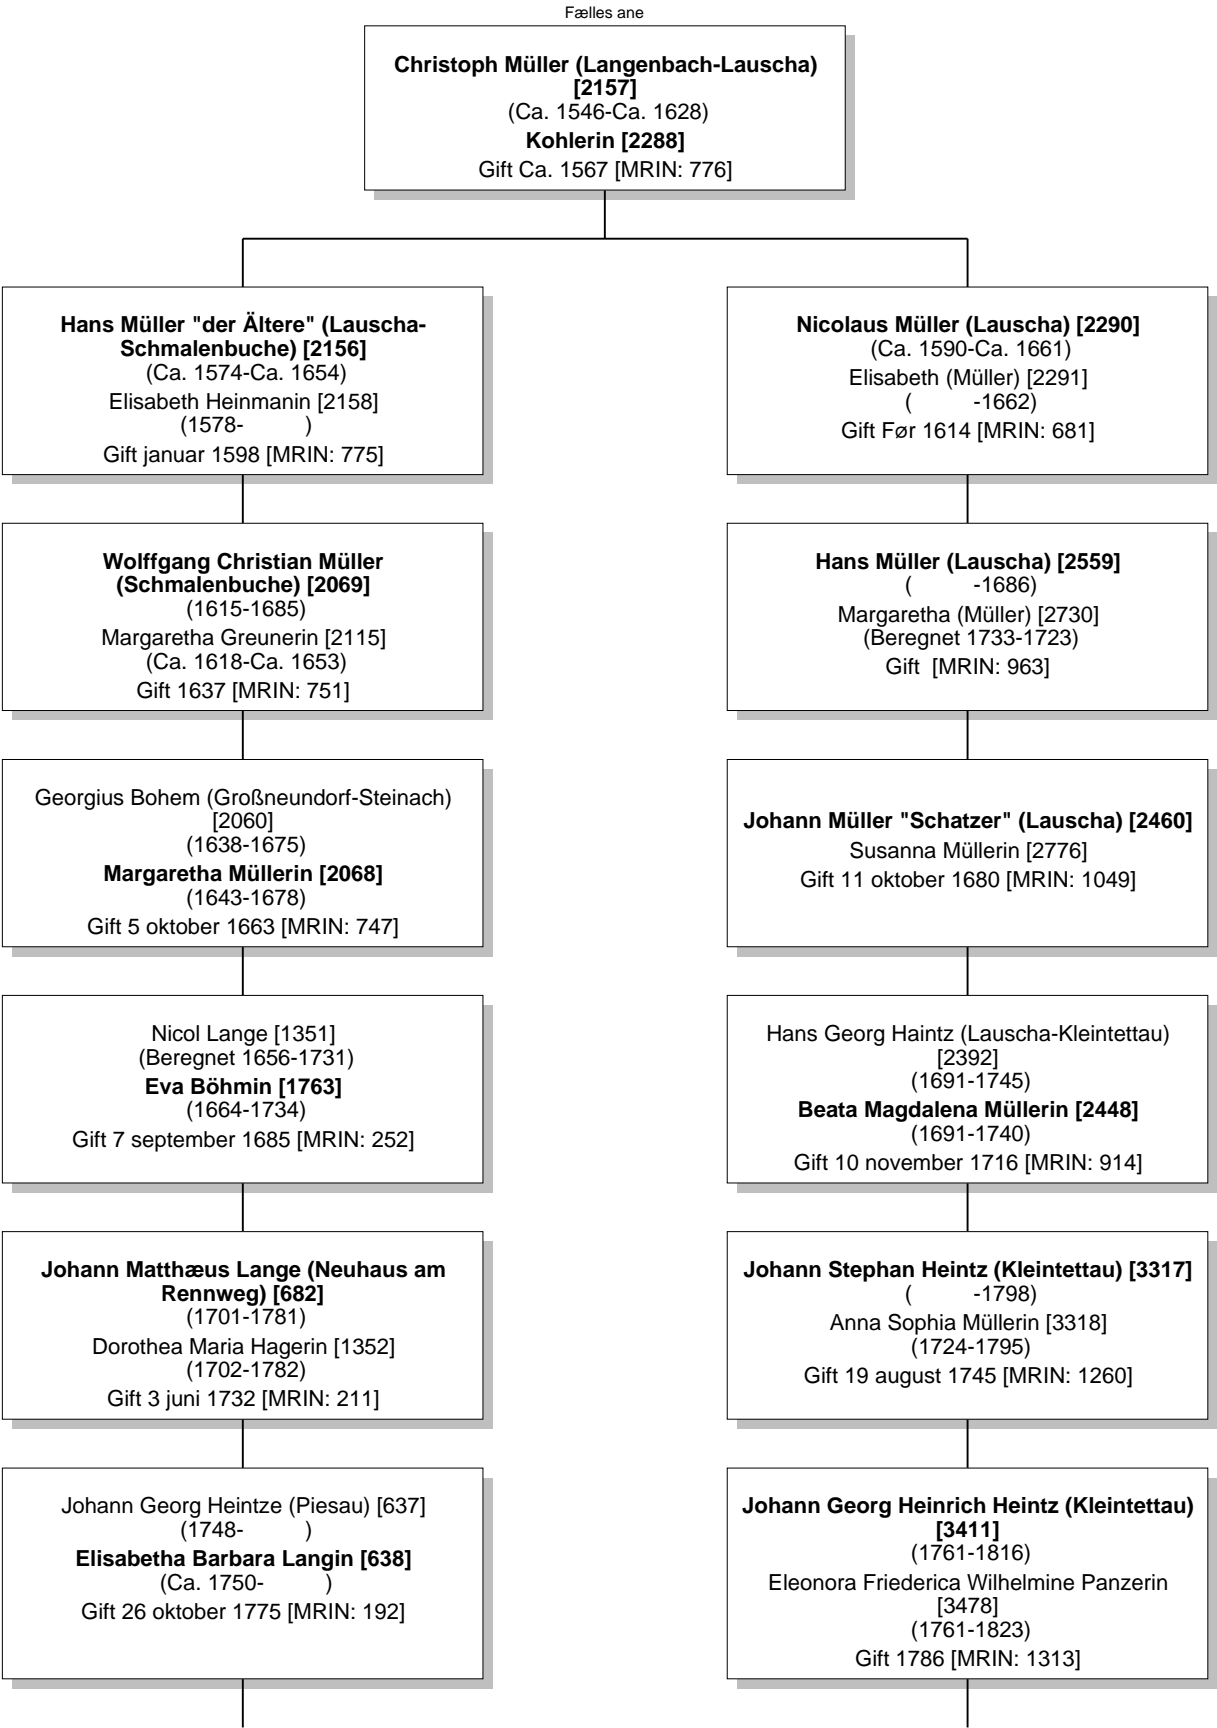 Fælles ane
Christoph Müller (Langenbach-Lauscha)
[2157]
(Ca. 1546-Ca. 1628)
Kohlerin [2288]
Gift Ca. 1567 [MRIN: 776]
Hans Müller "der Ältere" (Lauscha-
Schmalenbuche) [2156]
(Ca. 1574-Ca. 1654)
Elisabeth Heinmanin [2158]
(1578- )
Gift januar 1598 [MRIN: 775]
Nicolaus Müller (Lauscha) [2290]
(Ca. 1590-Ca. 1661)
Elisabeth (Müller) [2291]
( -1662)
Gift Før 1614 [MRIN: 681]
Wolffgang Christian Müller
(Schmalenbuche) [2069]
(1615-1685)
Margaretha Greunerin [2115]
(Ca. 1618-Ca. 1653)
Gift 1637 [MRIN: 751]
Hans Müller (Lauscha) [2559]
( -1686)
Margaretha (Müller) [2730]
(Beregnet 1733-1723)
Gift [MRIN: 963]
Georgius Bohem (Großneundorf-Steinach)
[2060]
(1638-1675)
Margaretha Müllerin [2068]
(1643-1678)
Gift 5 oktober 1663 [MRIN: 747]
Johann Müller "Schatzer" (Lauscha) [2460]
Susanna Müllerin [2776]
Gift 11 oktober 1680 [MRIN: 1049]
Nicol Lange [1351]
(Beregnet 1656-1731)
Eva Böhmin [1763]
(1664-1734)
Gift 7 september 1685 [MRIN: 252]
Hans Georg Haintz (Lauscha-Kleintettau)
[2392]
(1691-1745)
Beata Magdalena Müllerin [2448]
(1691-1740)
Gift 10 november 1716 [MRIN: 914]
Johann Matthæus Lange (Neuhaus am
Rennweg) [682]
(1701-1781)
Dorothea Maria Hagerin [1352]
(1702-1782)
Gift 3 juni 1732 [MRIN: 211]
Johann Stephan Heintz (Kleintettau) [3317]
( -1798)
Anna Sophia Müllerin [3318]
(1724-1795)
Gift 19 august 1745 [MRIN: 1260]
Johann Georg Heintze (Piesau) [637]
(1748- )
Elisabetha Barbara Langin [638]
(Ca. 1750- )
Gift 26 oktober 1775 [MRIN: 192]
Johann Georg Heinrich Heintz (Kleintettau)
[3411]
(1761-1816)
Eleonora Friederica Wilhelmine Panzerin
[3478]
(1761-1823)
Gift 1786 [MRIN: 1313]